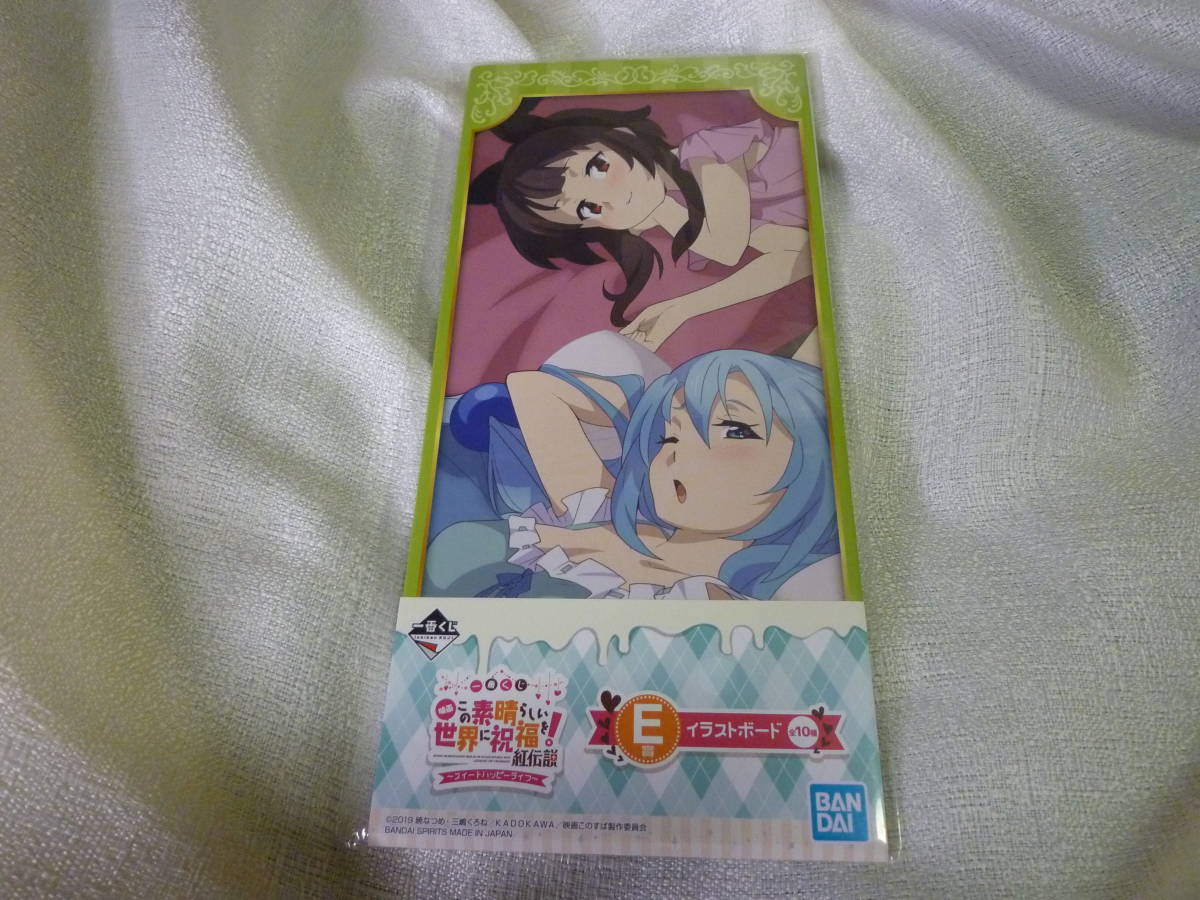 一番くじ
ICHIBAN KUJI
一番くじ
映画
この素晴らしい
世界に祝福を!
紅伝説
〜スイートハッピーライフ〜
E賞
イラストボード
全10種
BAN
DAI
©2019 暁なつめ・三嶋くろね／KADOKAWA／映画このすば製作委員会
BANDAI SPIRITS MADE IN JAPAN